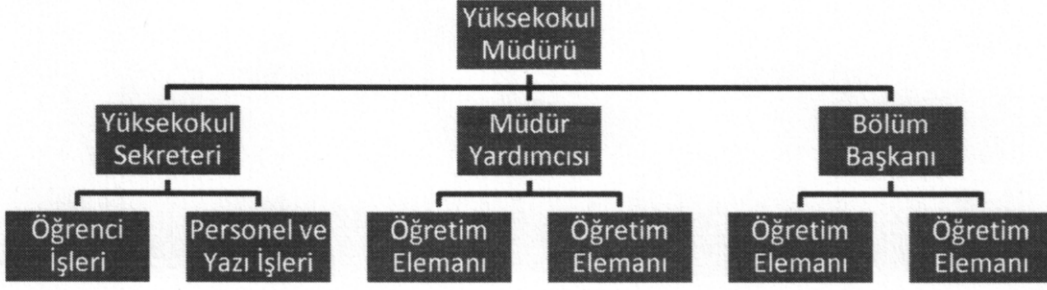 Yüksekokul
Müdürü
Yüksekokul
Sekreteri
Müdür
Yardımcısı
Bölüm
Başkanı
Öğrenci
İşleri
Personel ve
Yazı İşleri
Öğretim
Elemanı
Öğretim
Elemanı
Öğretim
Elemanı
Öğretim
Elemanı